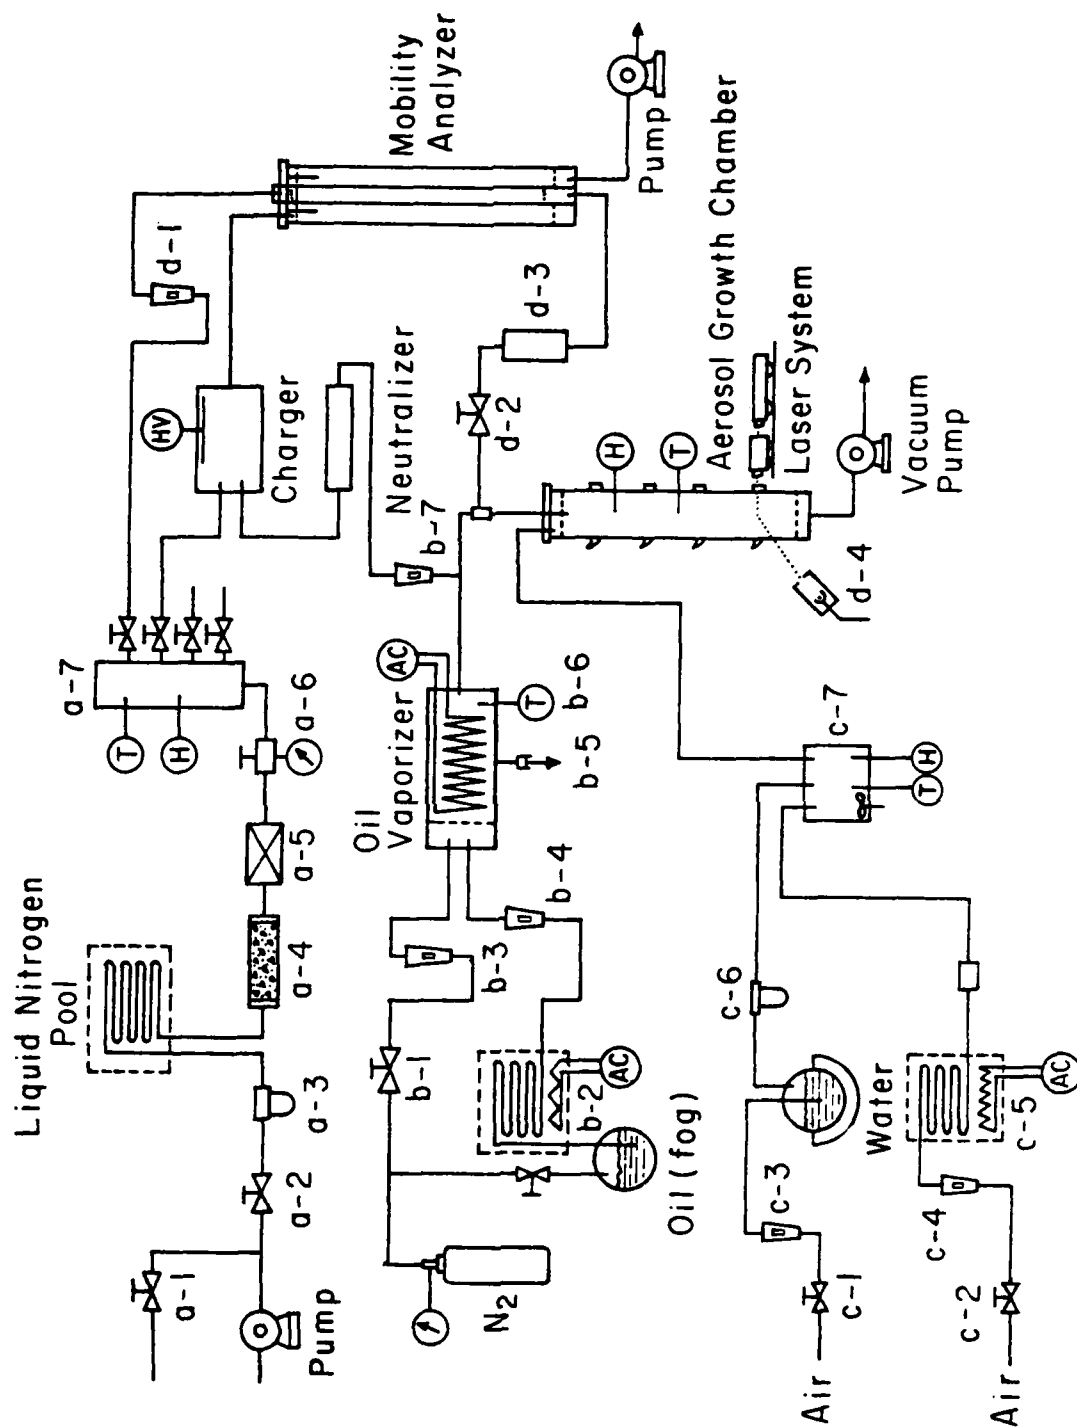 Liquid Nitrogen
Pool
a-1
Pump
a-2
a-3
a-4
a-5
a-6
a-7
T
H
HV
Charger
d-1
Mobility
Analyzer
Pump
Neutralizer
b-7
d-2
d-3
Oil
Vaporizer
AC
T
b-6
b-5
b-4
b-3
b-1
b-2
AC
Oil (fog)
N2
Aerosol Growth Chamber
Laser System
H
T
Vacuum
Pump
d-4
c-7
T
H
c-6
Water
c-3
c-1
Air
c-5
AC
c-4
c-2
Air